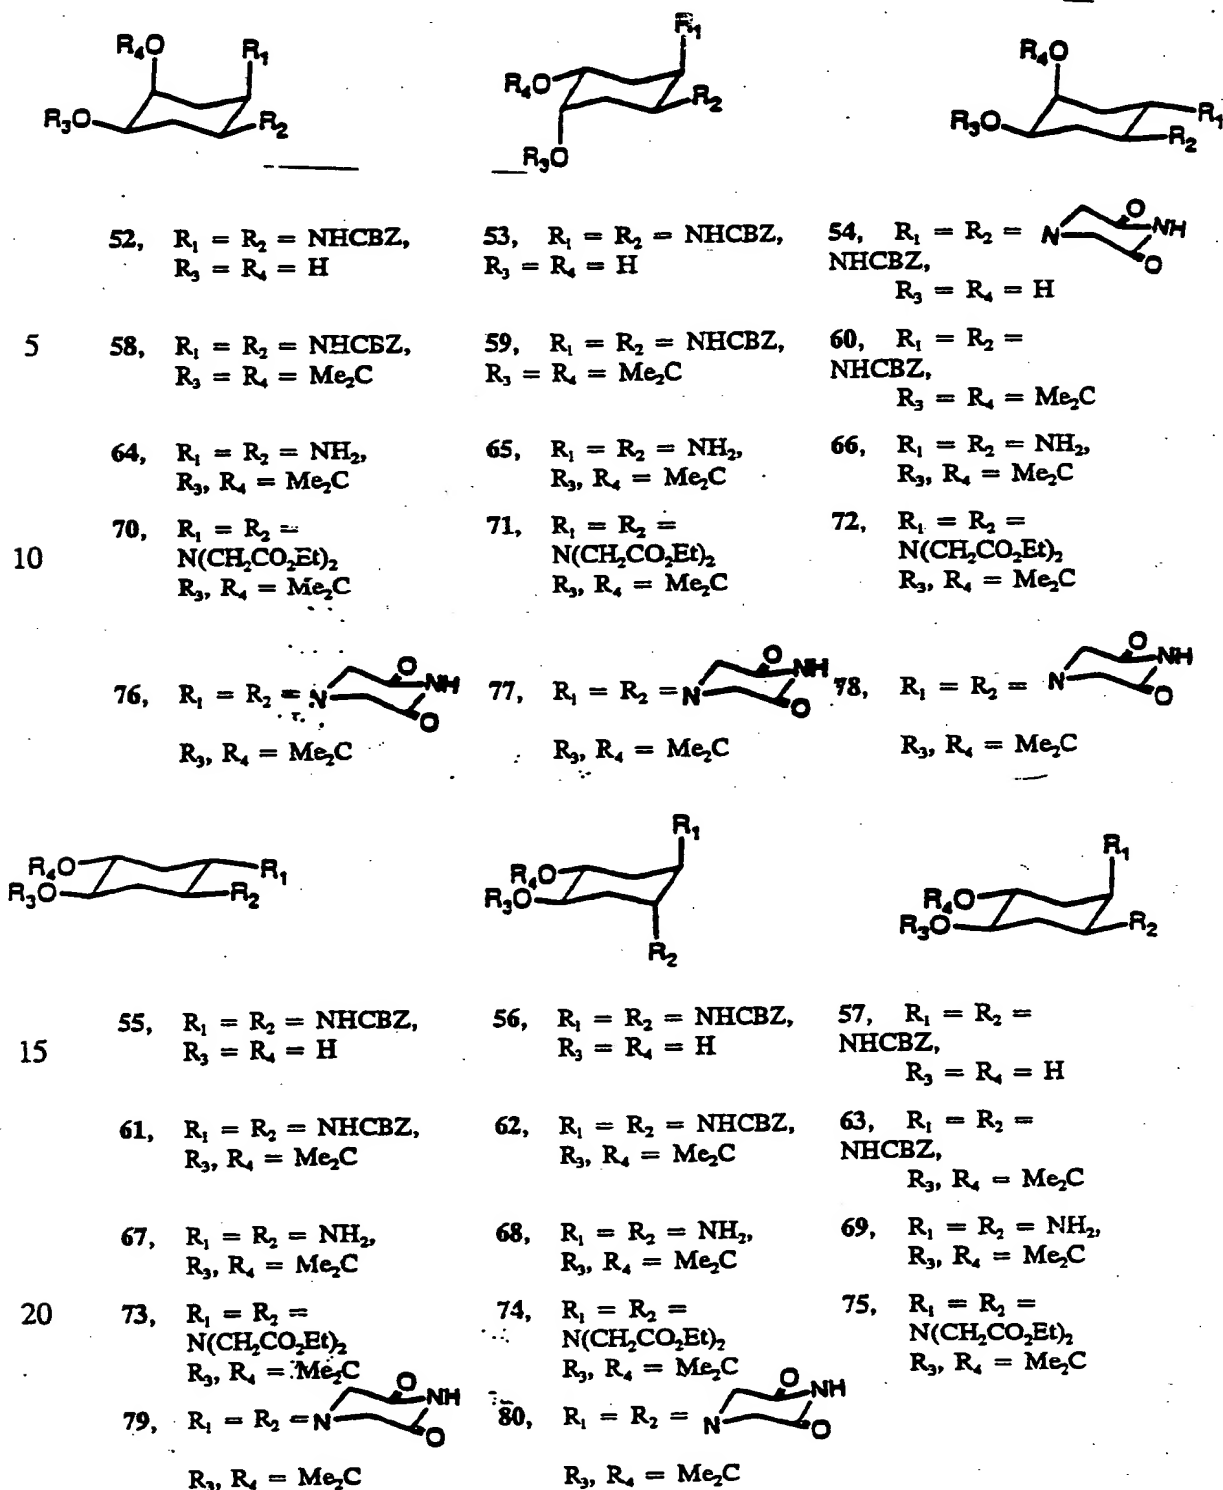 R₄O R₁ R₁ R₄O
R₄O R₂ R₁
R₃O R₂ R₃O R₂
R₃O
52, R₁ = R₂ = NHCBZ, 53, R₁ = R₂ = NHCBZ, 54, R₁ = R₂ = N O NH O
R₃ = R₄ = H R₃ = R₄ = H NHCBZ,
R₃ = R₄ = H
5 58, R₁ = R₂ = NHCBZ, 59, R₁ = R₂ = NHCBZ, 60, R₁ = R₂ =
R₃ = R₄ = Me₂C R₃ = R₄ = Me₂C NHCBZ,
R₃ = R₄ = Me₂C
64, R₁ = R₂ = NH₂, 65, R₁ = R₂ = NH₂, 66, R₁ = R₂ = NH₂,
R₃, R₄ = Me₂C R₃, R₄ = Me₂C R₃, R₄ = Me₂C
70, R₁ = R₂ = 71, R₁ = R₂ = 72, R₁ = R₂ =
10 N(CH₂CO₂Et)₂ N(CH₂CO₂Et)₂ N(CH₂CO₂Et)₂
R₃, R₄ = Me₂C R₃, R₄ = Me₂C R₃, R₄ = Me₂C
76, R₁ = R₂ = N O NH O 77, R₁ = R₂ = N O NH O 78, R₁ = R₂ = N O NH O
R₃, R₄ = Me₂C R₃, R₄ = Me₂C R₃, R₄ = Me₂C
R₁ R₁
R₄O R₁ R₄O R₄O
R₃O R₂ R₃O R₃O R₂
R₂
55, R₁ = R₂ = NHCBZ, 56, R₁ = R₂ = NHCBZ, 57, R₁ = R₂ =
15 R₃ = R₄ = H R₃ = R₄ = H NHCBZ,
R₃ = R₄ = H
61, R₁ = R₂ = NHCBZ, 62, R₁ = R₂ = NHCBZ, 63, R₁ = R₂ =
R₃, R₄ = Me₂C R₃, R₄ = Me₂C NHCBZ,
R₃, R₄ = Me₂C
67, R₁ = R₂ = NH₂, 68, R₁ = R₂ = NH₂, 69, R₁ = R₂ = NH₂,
R₃, R₄ = Me₂C R₃, R₄ = Me₂C R₃, R₄ = Me₂C
20 73, R₁ = R₂ = 74, R₁ = R₂ = 75, R₁ = R₂ =
N(CH₂CO₂Et)₂ N(CH₂CO₂Et)₂ N(CH₂CO₂Et)₂
R₃, R₄ = Me₂C R₃, R₄ = Me₂C R₃, R₄ = Me₂C
79, R₁ = R₂ = N O NH O 80, R₁ = R₂ = N O NH O
R₃, R₄ = Me₂C R₃, R₄ = Me₂C